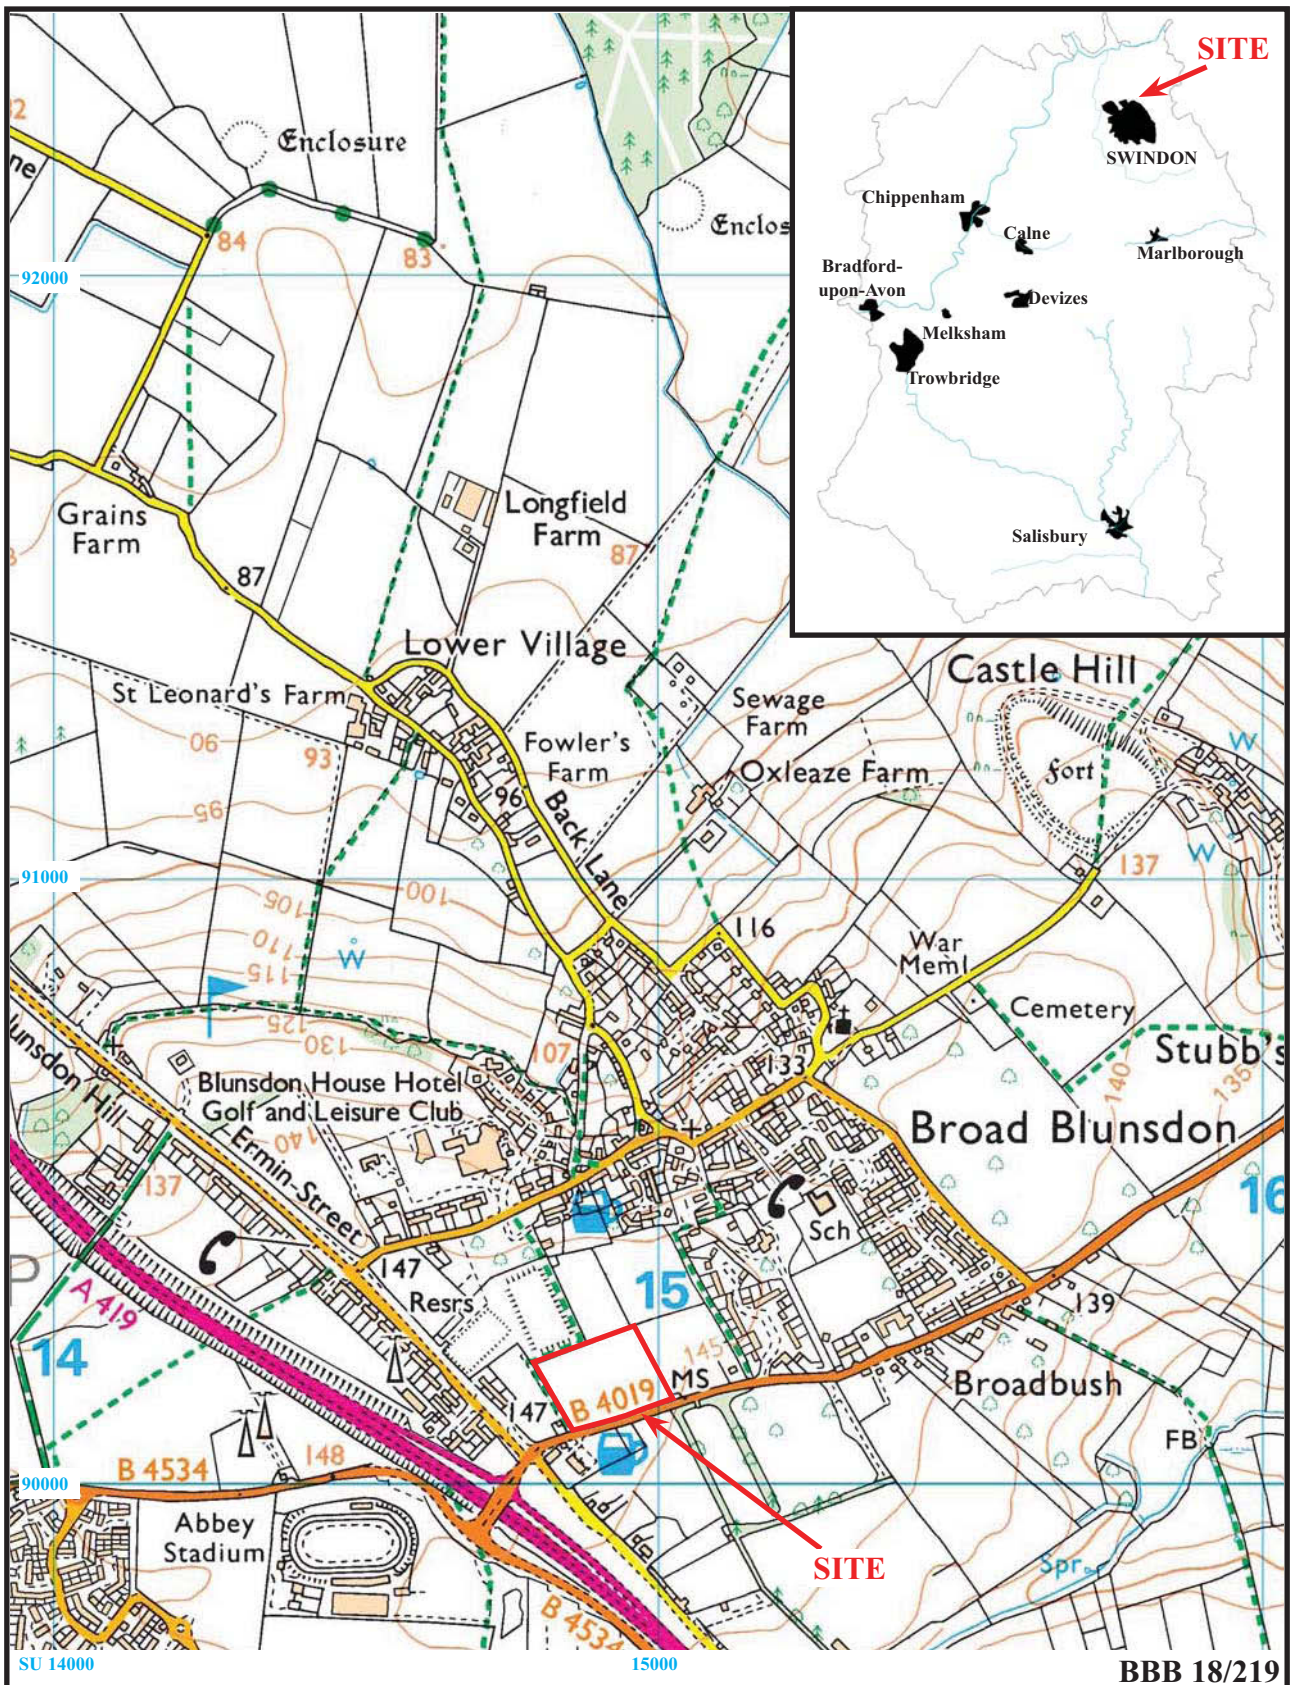 SITE
SWINDON
Chippenham
Calne
Marlborough
Bradford-
upon-Avon
Devizes
Melksham
Trowbridge
Salisbury
Enclosure
84
83
Enclos
92000
Grains
Farm
Longfield
Farm
87
87
Lower Village
St Leonard's Farm
90
93
95
96
Fowler's
Farm
Back Lane
Sewage
Farm
Oxleaze Farm
Castle Hill
Fort
W
W
137
91000
100
105
110
115
125
130
W
116
War
Meml
Cemetery
107
133
140
135
Stubb's
Blunsdon House Hotel
Golf and Leisure Club
140
unsdon Hill
Ermin Street
137
Broad Blunsdon
16
Sch
A 419
147
Resrs
15
14
139
145
MS
B 4019
147
Broadbush
FB
B 4534
148
90000
Abbey
Stadium
SITE
Spr
B 4534
SU 14000
15000
BBB 18/219